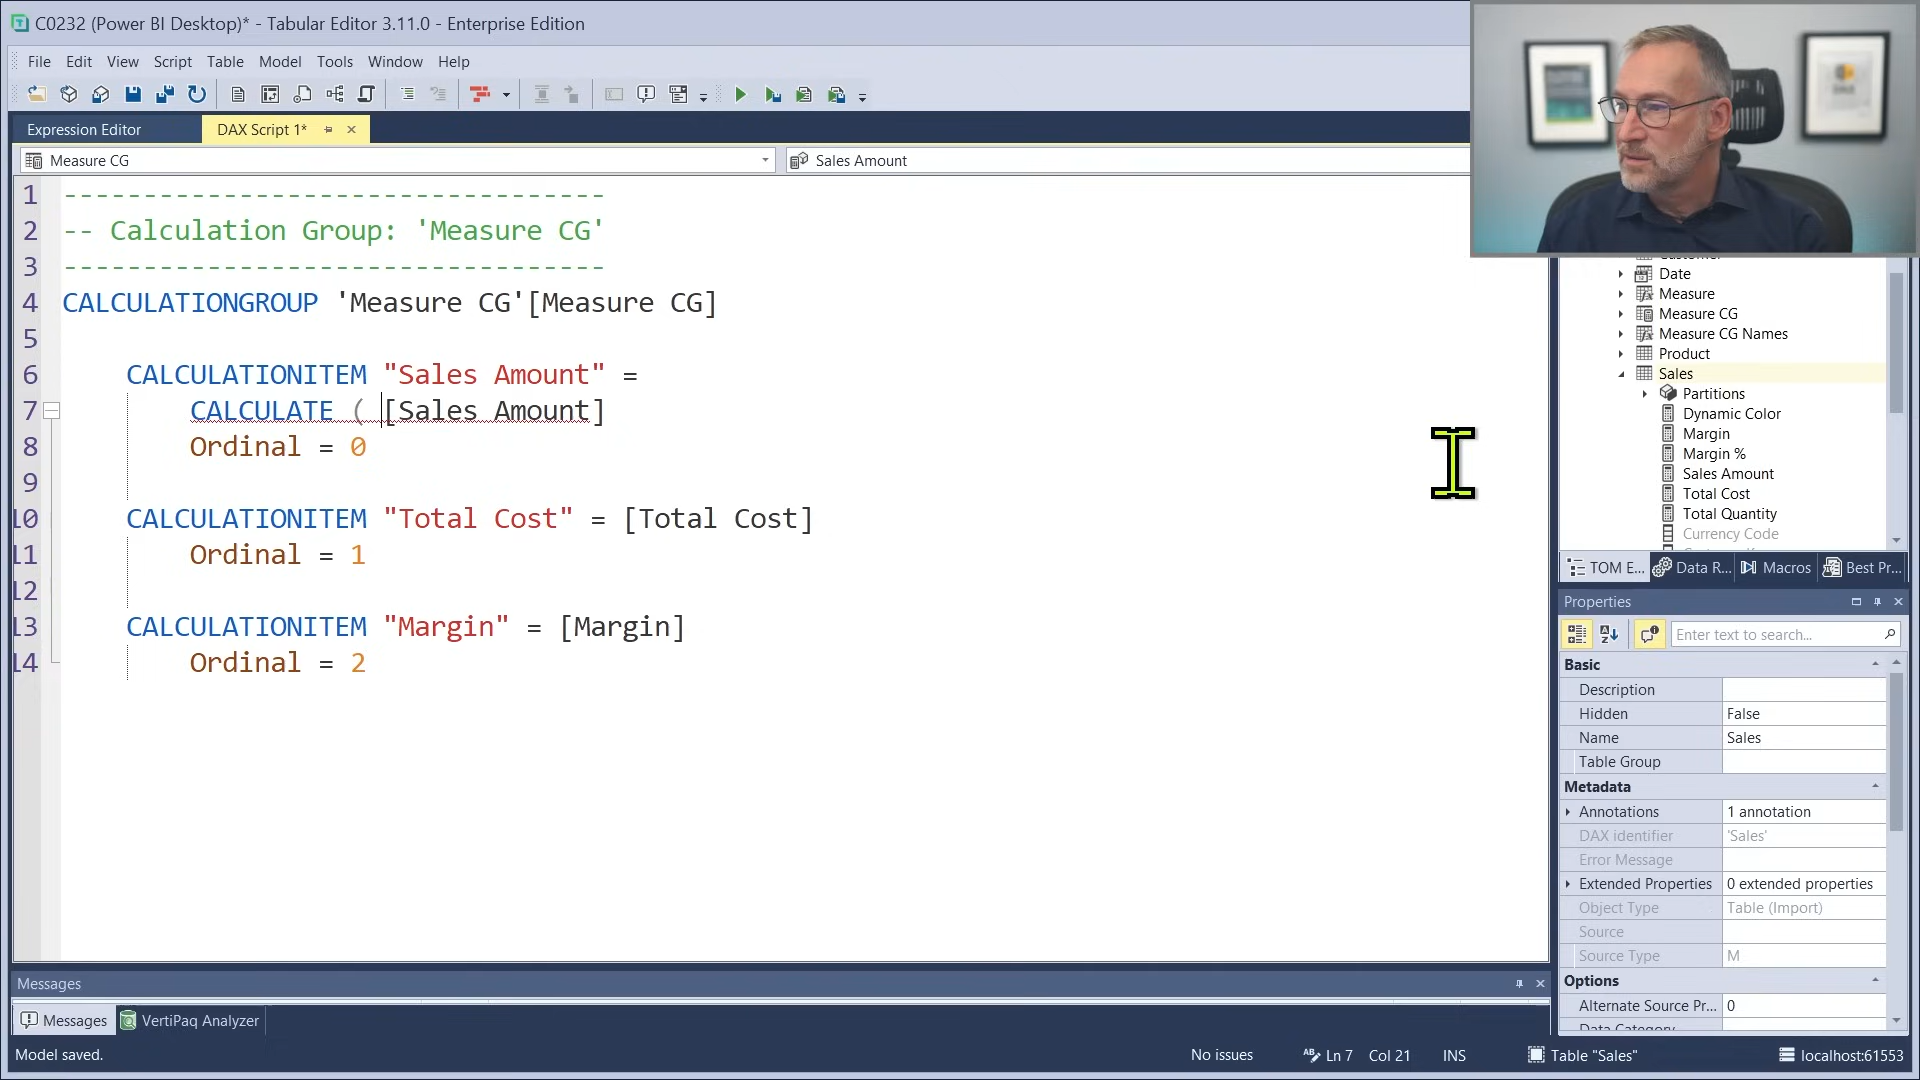 C0232 (Power BI Desktop)* - Tabular Editor 3.11.0 - Enterprise Edition
File Edit View Script Table Model Tools Window Help
Expression Editor DAX Script 1*
Measure CG Sales Amount
1 ----------------------------------
2 -- Calculation Group: 'Measure CG'
3 ----------------------------------
4 CALCULATIONGROUP 'Measure CG'[Measure CG]
5
6 CALCULATIONITEM "Sales Amount" =
7 CALCULATE ( [Sales Amount]
8 Ordinal = 0
9
10 CALCULATIONITEM "Total Cost" = [Total Cost]
11 Ordinal = 1
12
13 CALCULATIONITEM "Margin" = [Margin]
14 Ordinal = 2
Date
Measure
Measure CG
Measure CG Names
Product
Sales
Partitions
Dynamic Color
Margin
Margin %
Sales Amount
Total Cost
Total Quantity
Currency Code
TOM E... Data R... Macros Best Pr...
Properties
Enter text to search...
Basic
Description
Hidden False
Name Sales
Table Group
Metadata
Annotations 1 annotation
DAX identifier 'Sales'
Error Message
Extended Properties 0 extended properties
Object Type Table (Import)
Source
Source Type M
Options
Alternate Source Pr... 0
Data Category
Messages
Messages VertiPaq Analyzer
Model saved. No issues Ln 7 Col 21 INS Table "Sales" localhost:61553